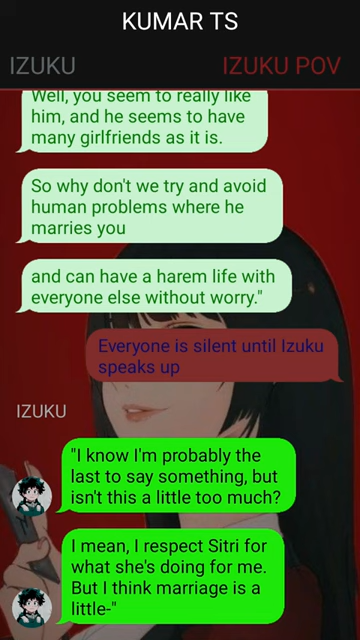 KUMAR TS
IZUKU
IZUKU POV
Well, you seem to really like
him, and he seems to have
many girlfriends as it is.
So why don't we try and avoid
human problems where he
marries you
and can have a harem life with
everyone else without worry."
Everyone is silent until Izuku
speaks up
IZUKU
"I know I'm probably the
last to say something, but
isn't this a little too much?
I mean, I respect Sitri for
what she's doing for me.
But I think marriage is a
little-"